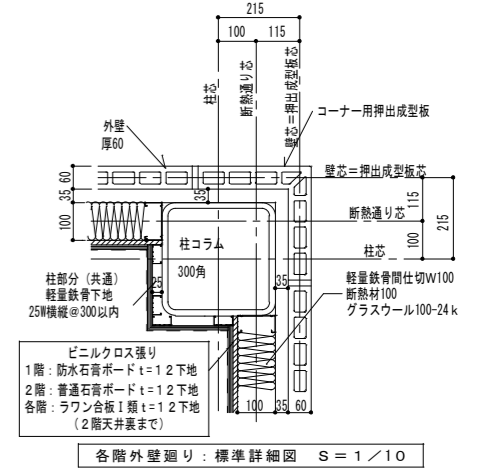 215
100
115
柱芯
断熱通り芯
壁芯＝押出成型板芯
コーナー用押出成型板
外壁
厚60
壁芯＝押出成型板芯
60
35
100
35
115
215
断熱通り芯
100
柱芯
柱コラム
300角
柱部分（共通）
軽量鉄骨下地
25W横縦@300以内
25
35
軽量鉄骨間仕切W100
断熱材100
グラスウール100-24ｋ
ビニルクロス張り
1階：防水石膏ボードｔ＝１２下地
2階：普通石膏ボードｔ＝１２下地
各階：ラワン合板Ⅰ類ｔ＝１２下地
（２階天井裏まで）
100
35
60
各階外壁廻り：標準詳細図　Ｓ＝１／１０